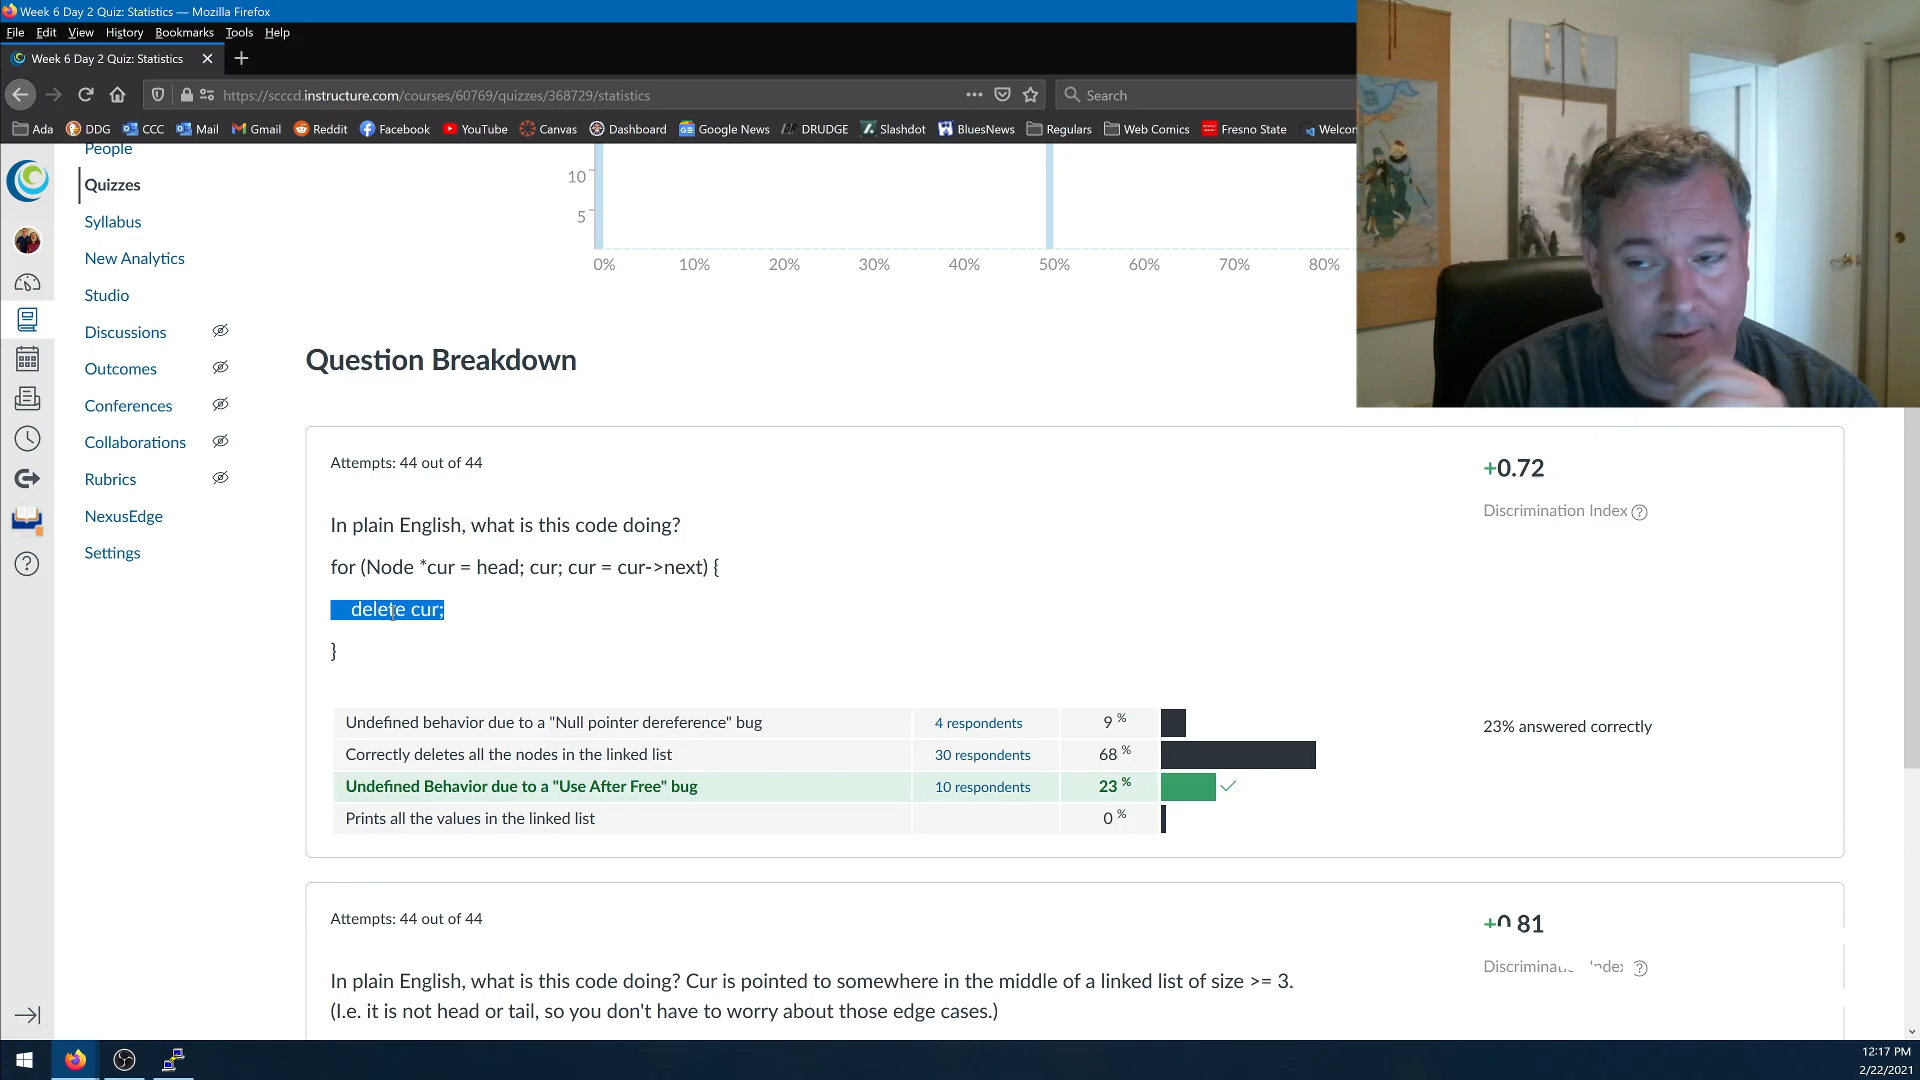 Week 6 Day 2 Quiz: Statistics — Mozilla Firefox
File Edit View History Bookmarks Tools Help
Week 6 Day 2 Quiz: Statistics
https://scccd.instructure.com/courses/60769/quizzes/368729/statistics
Search
Ada DDG CCC Mail Gmail Reddit Facebook YouTube Canvas Dashboard Google News DRUDGE Slashdot BluesNews Regulars Web Comics Fresno State Welcor
People
Quizzes
Syllabus
New Analytics
Studio
Discussions
Outcomes
Conferences
Collaborations
Rubrics
NexusEdge
Settings
10
5
0% 10% 20% 30% 40% 50% 60% 70% 80%
Question Breakdown
Attempts: 44 out of 44
+0.72
Discrimination Index
In plain English, what is this code doing?
for (Node *cur = head; cur; cur = cur->next) {
delete cur;
}
Undefined behavior due to a "Null pointer dereference" bug 4 respondents 9 %
Correctly deletes all the nodes in the linked list 30 respondents 68 %
Undefined Behavior due to a "Use After Free" bug 10 respondents 23 %
Prints all the values in the linked list 0 %
23% answered correctly
Attempts: 44 out of 44
+0.81
In plain English, what is this code doing? Cur is pointed to somewhere in the middle of a linked list of size >= 3.
(I.e. it is not head or tail, so you don't have to worry about those edge cases.)
12:17 PM
2/22/2021